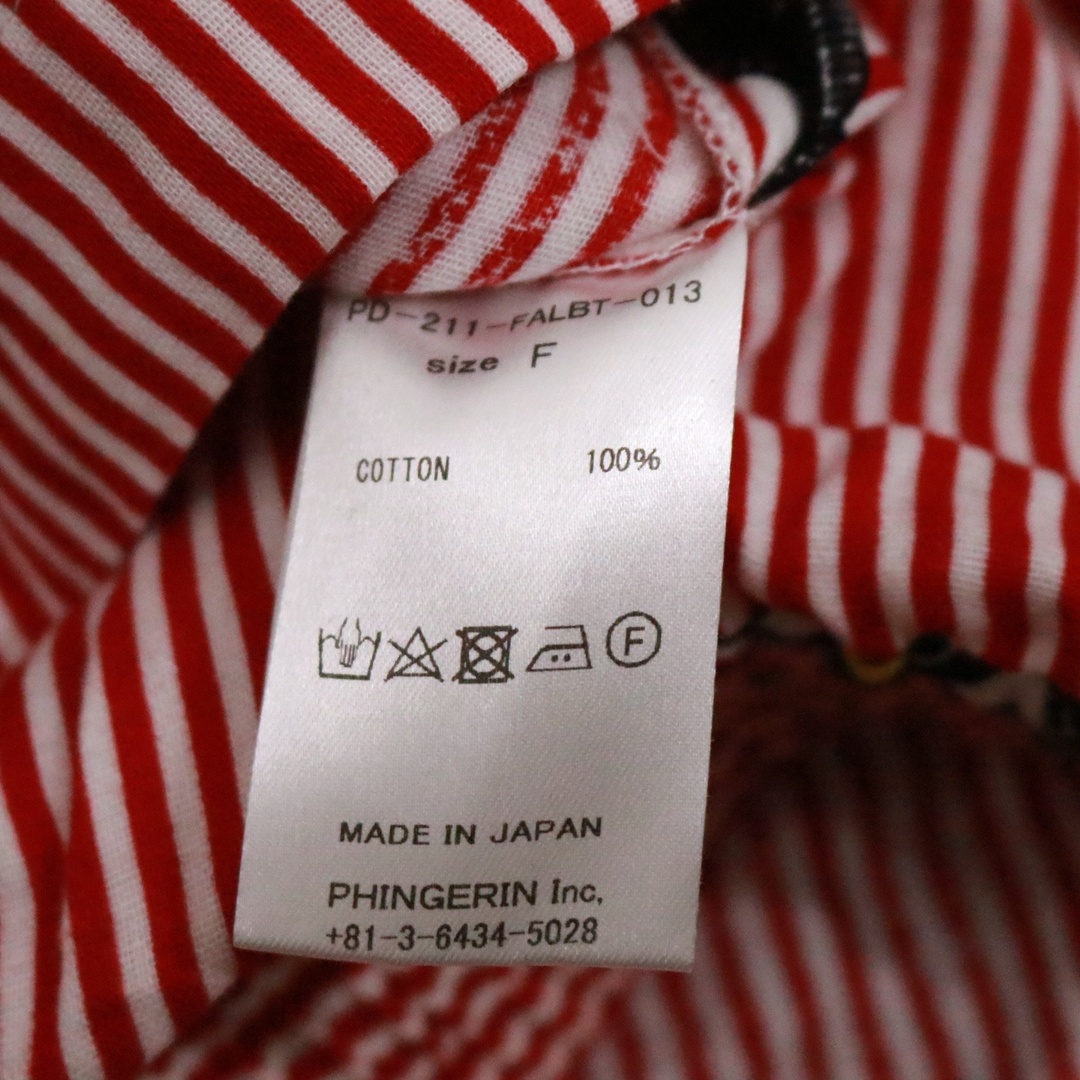 PD-211-FALBT-013
size F
COTTON 100%
F
MADE IN JAPAN
PHINGERIN Inc,
+81-3-6434-5028